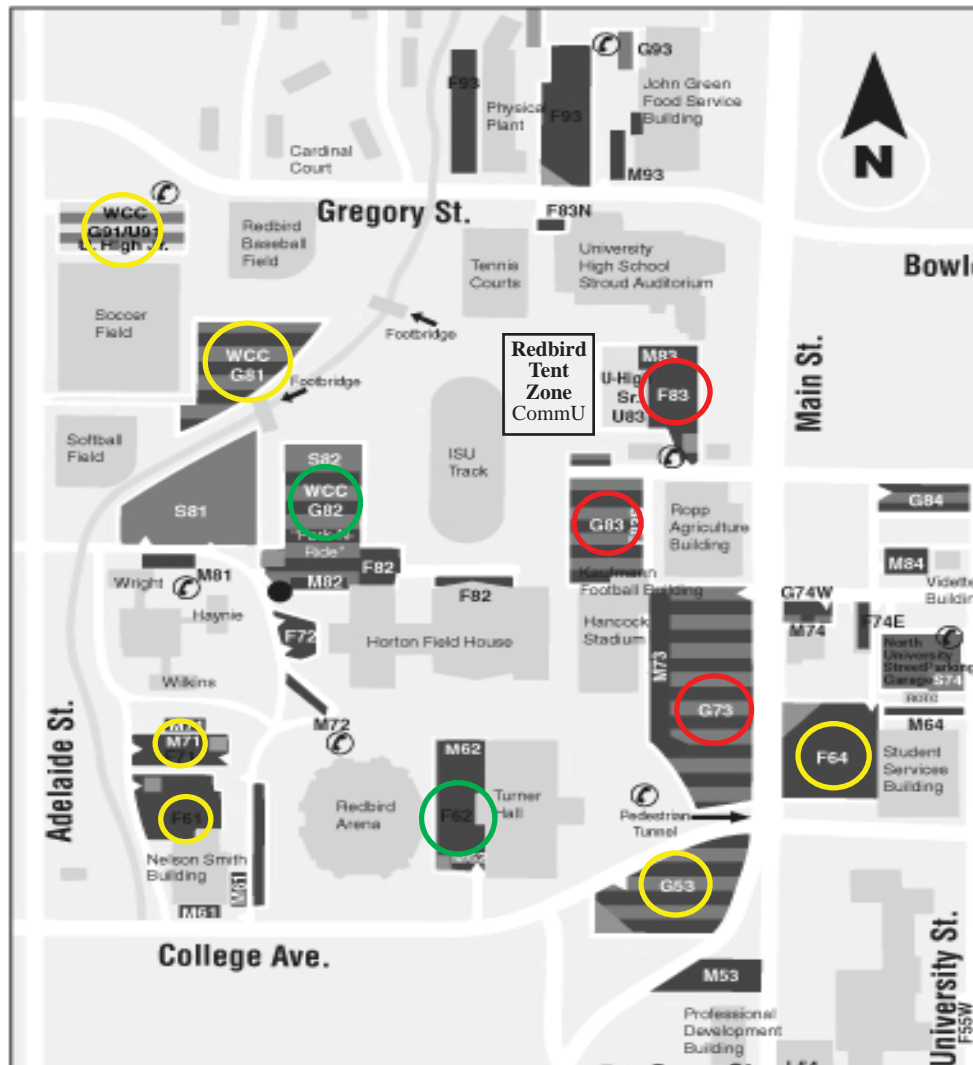 G93
F93
Physical
Plant
F93
John Green
Food Service
Building
M93
Cardinal
Court
N
WCC
G91/U91
U. High Jr.
Gregory St.
F83N
Redbird
Baseball
Field
Tennis
Courts
University
High School
Stroud Auditorium
Soccer
Field
Footbridge
WCC
G81
Footbridge
Redbird
Tent
Zone
CommU
M83
U-High
Sr.
U83
F83
Main St.
Softball
Field
S82
WCC
G82
"Park-N-
Ride"
ISU
Track
S81
G83
Ropp
Agriculture
Building
G84
M81
Wright
M82
F82
F82
Kaufmann
Football Building
M84
Haynie
F72
Horton Field House
Hancock
Stadium
M73
G74W
M74
F74E
North
University
Street Parking
Garage
S74
Wilkins
M72
G73
M64
Adelaide St.
M71
F71
M62
F64
Student
Services
Building
F61
Redbird
Arena
F62
Turner
Hall
Pedestrian
Tunnel
Nelson Smith
Building
M61
M61
G53
College Ave.
M53
Professional
Development
Building
University St.
F55W